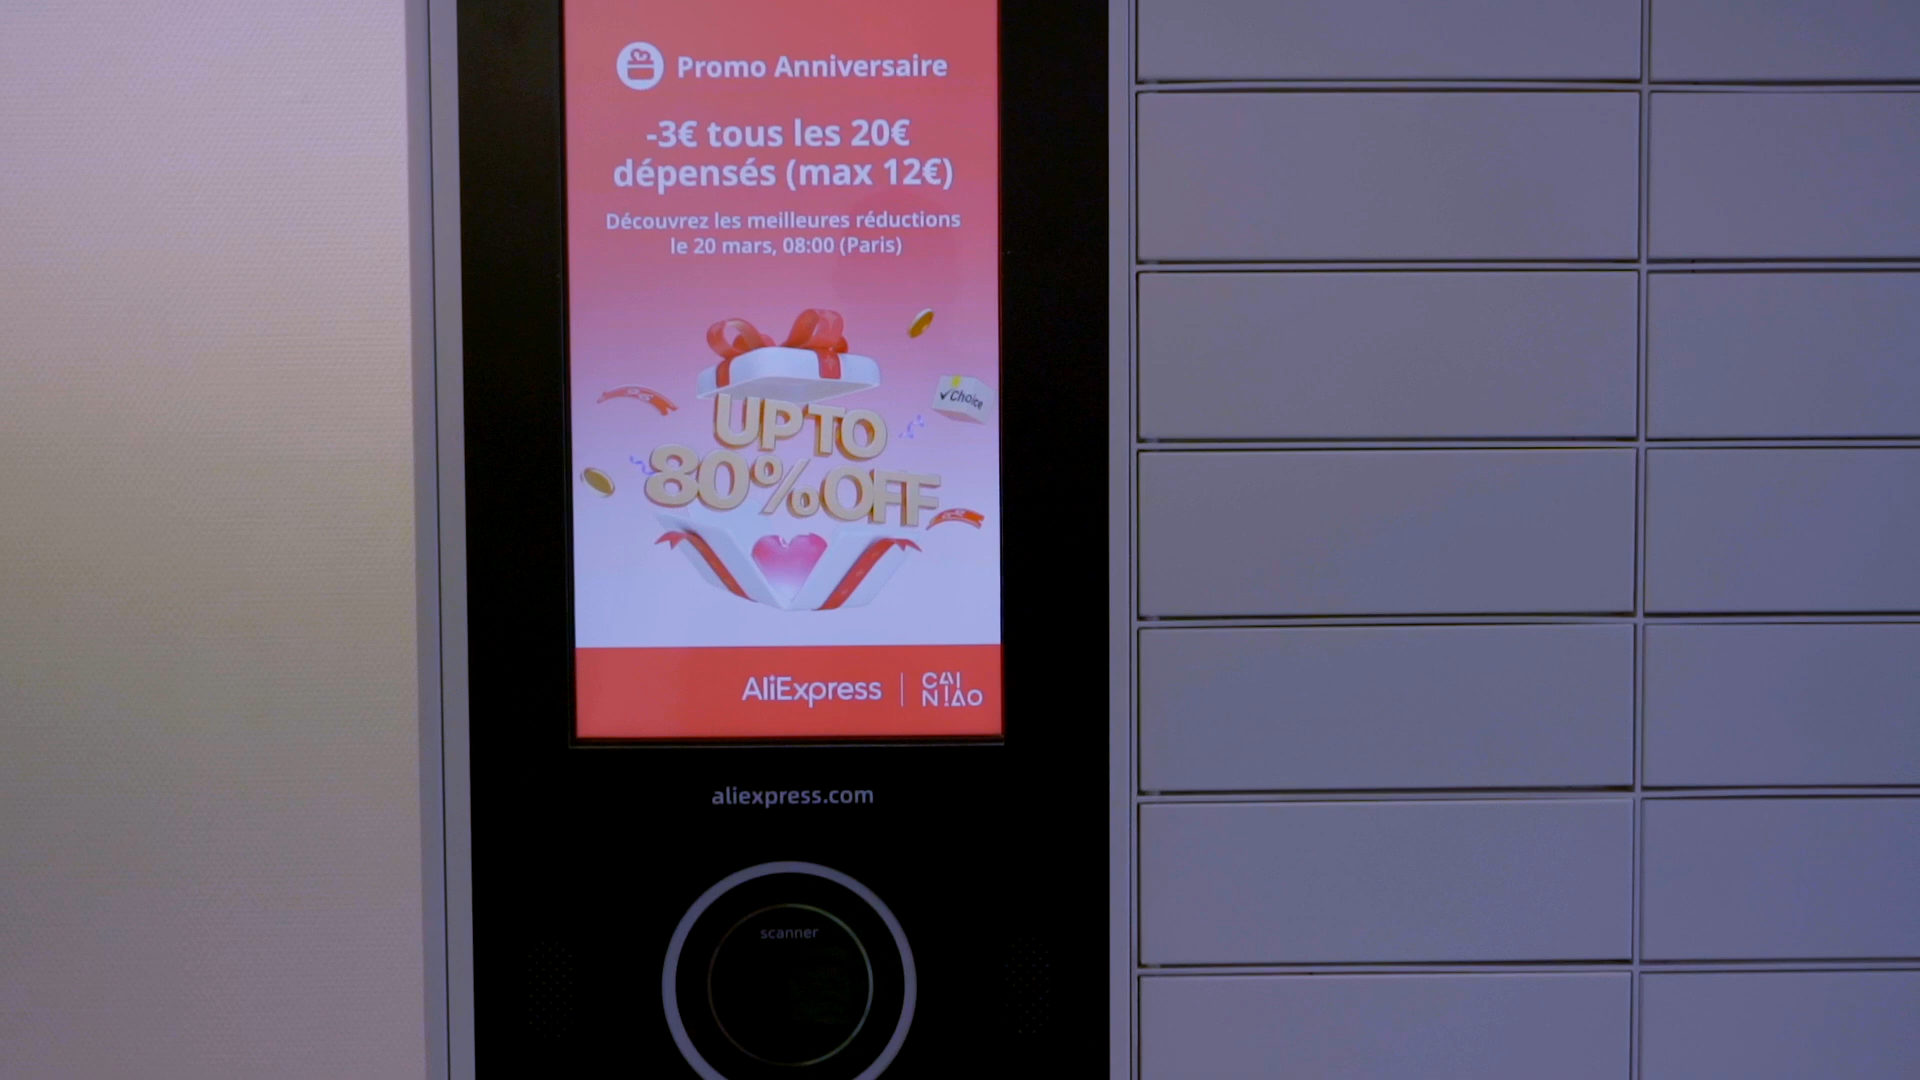 Promo Anniversaire
-3€ tous les 20€
dépensés (max 12€)
Découvrez les meilleures réductions
le 20 mars, 08:00 (Paris)
✓Choice
UP TO
80%OFF
AliExpress | CAI
NIAO
aliexpress.com
scanner